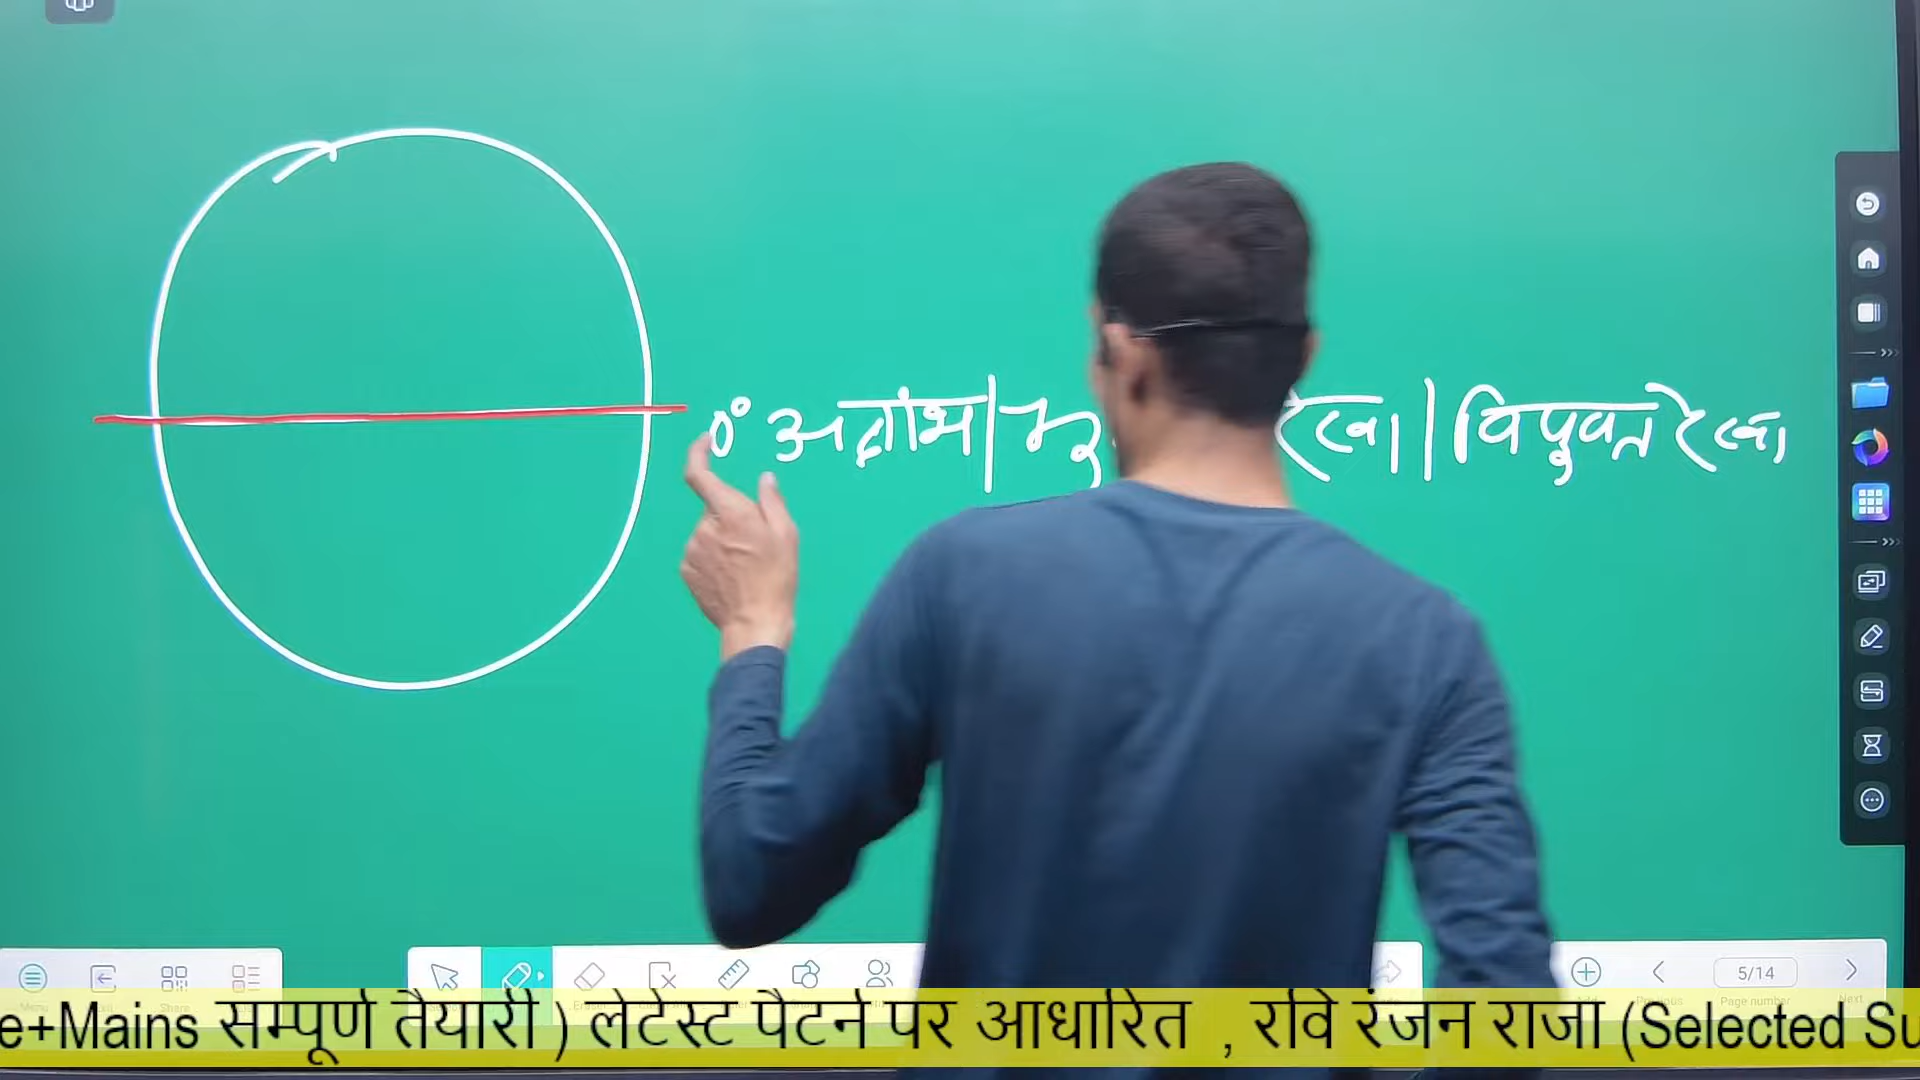 0° अक्षांश | भू रेखा | विषुवत रेखा
5/14
e+Mains सम्पूर्ण तैयारी ) लेटेस्ट पैटर्न पर आधारित , रवि रंजन राजा (Selected Su